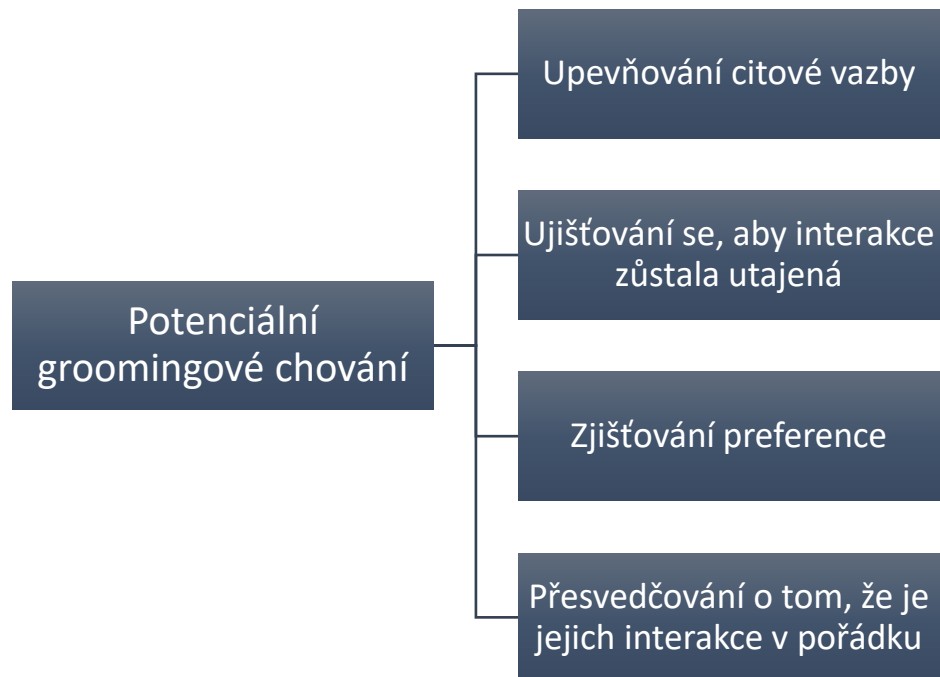 Potenciální
groomingové chování
Upevňování citové vazby
Ujišťování se, aby interakce
zůstala utajená
Zjišťování preference
Přesvedčování o tom, že je
jejich interakce v pořádku